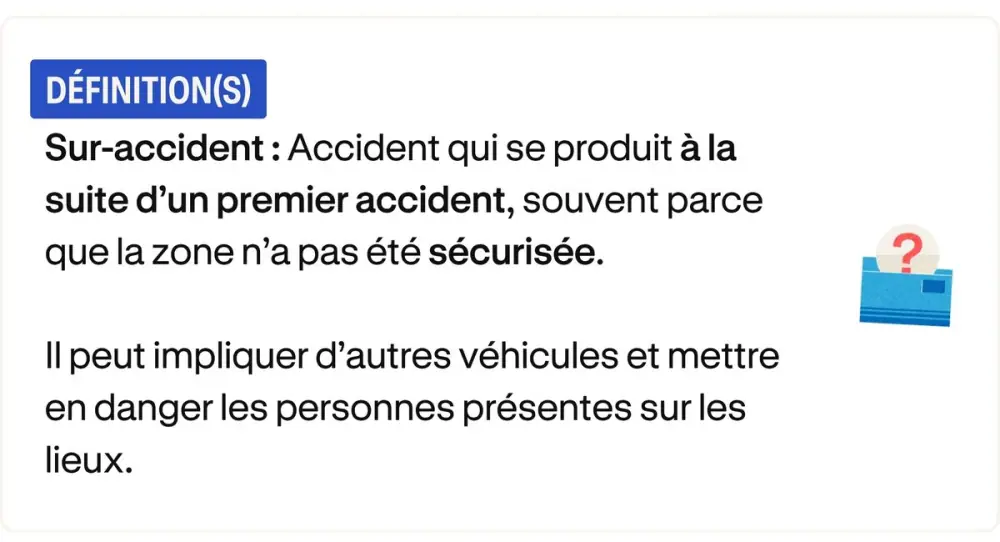 DÉFINITION(S)
Sur-accident : Accident qui se produit à la
suite d’un premier accident, souvent parce
que la zone n’a pas été sécurisée.
Il peut impliquer d’autres véhicules et mettre
en danger les personnes présentes sur les
lieux.
?